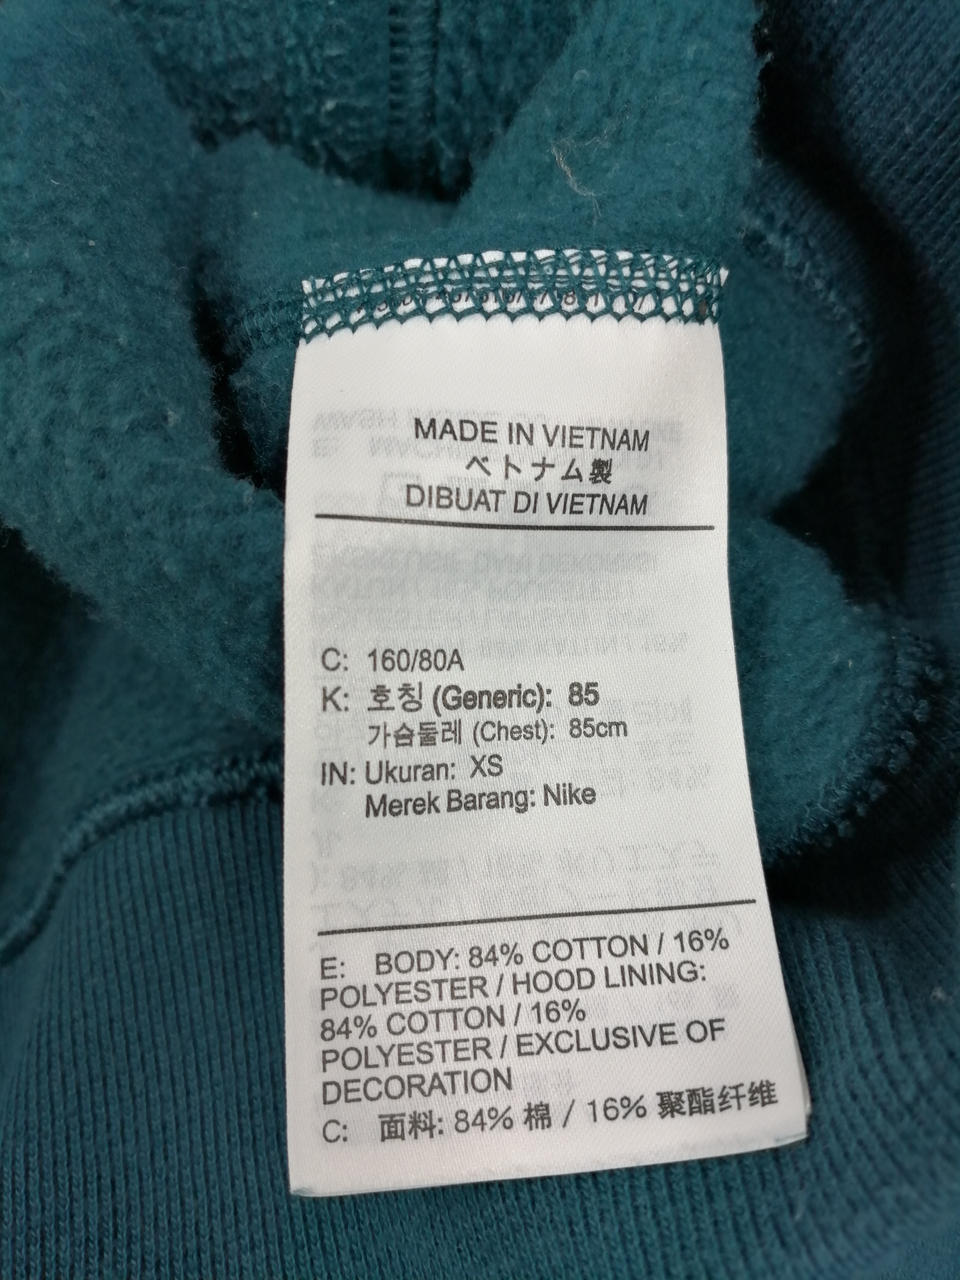 MADE IN VIETNAM
ベトナム製
DIBUAT DI VIETNAM
C: 160/80A
K: 호칭 (Generic): 85
가슴둘레 (Chest): 85cm
IN: Ukuran: XS
Merek Barang: Nike
E: BODY: 84% COTTON / 16%
POLYESTER / HOOD LINING:
84% COTTON / 16%
POLYESTER / EXCLUSIVE OF
DECORATION
C: 面料: 84% 棉 / 16% 聚酯纤维